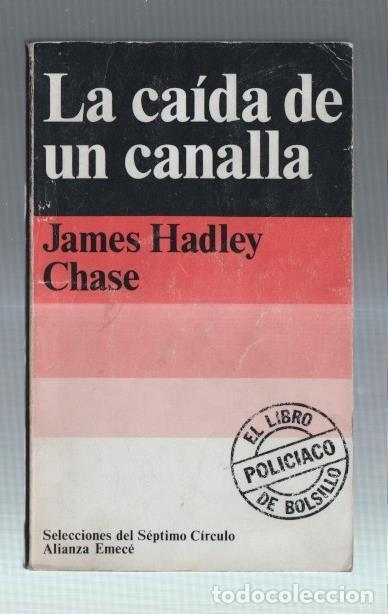 La caída de
un canalla
James Hadley
Chase
EL LIBRO
POLICIACO
DE BOLSILLO
Selecciones del Séptimo Círculo
Alianza Emecé
todocoleccion